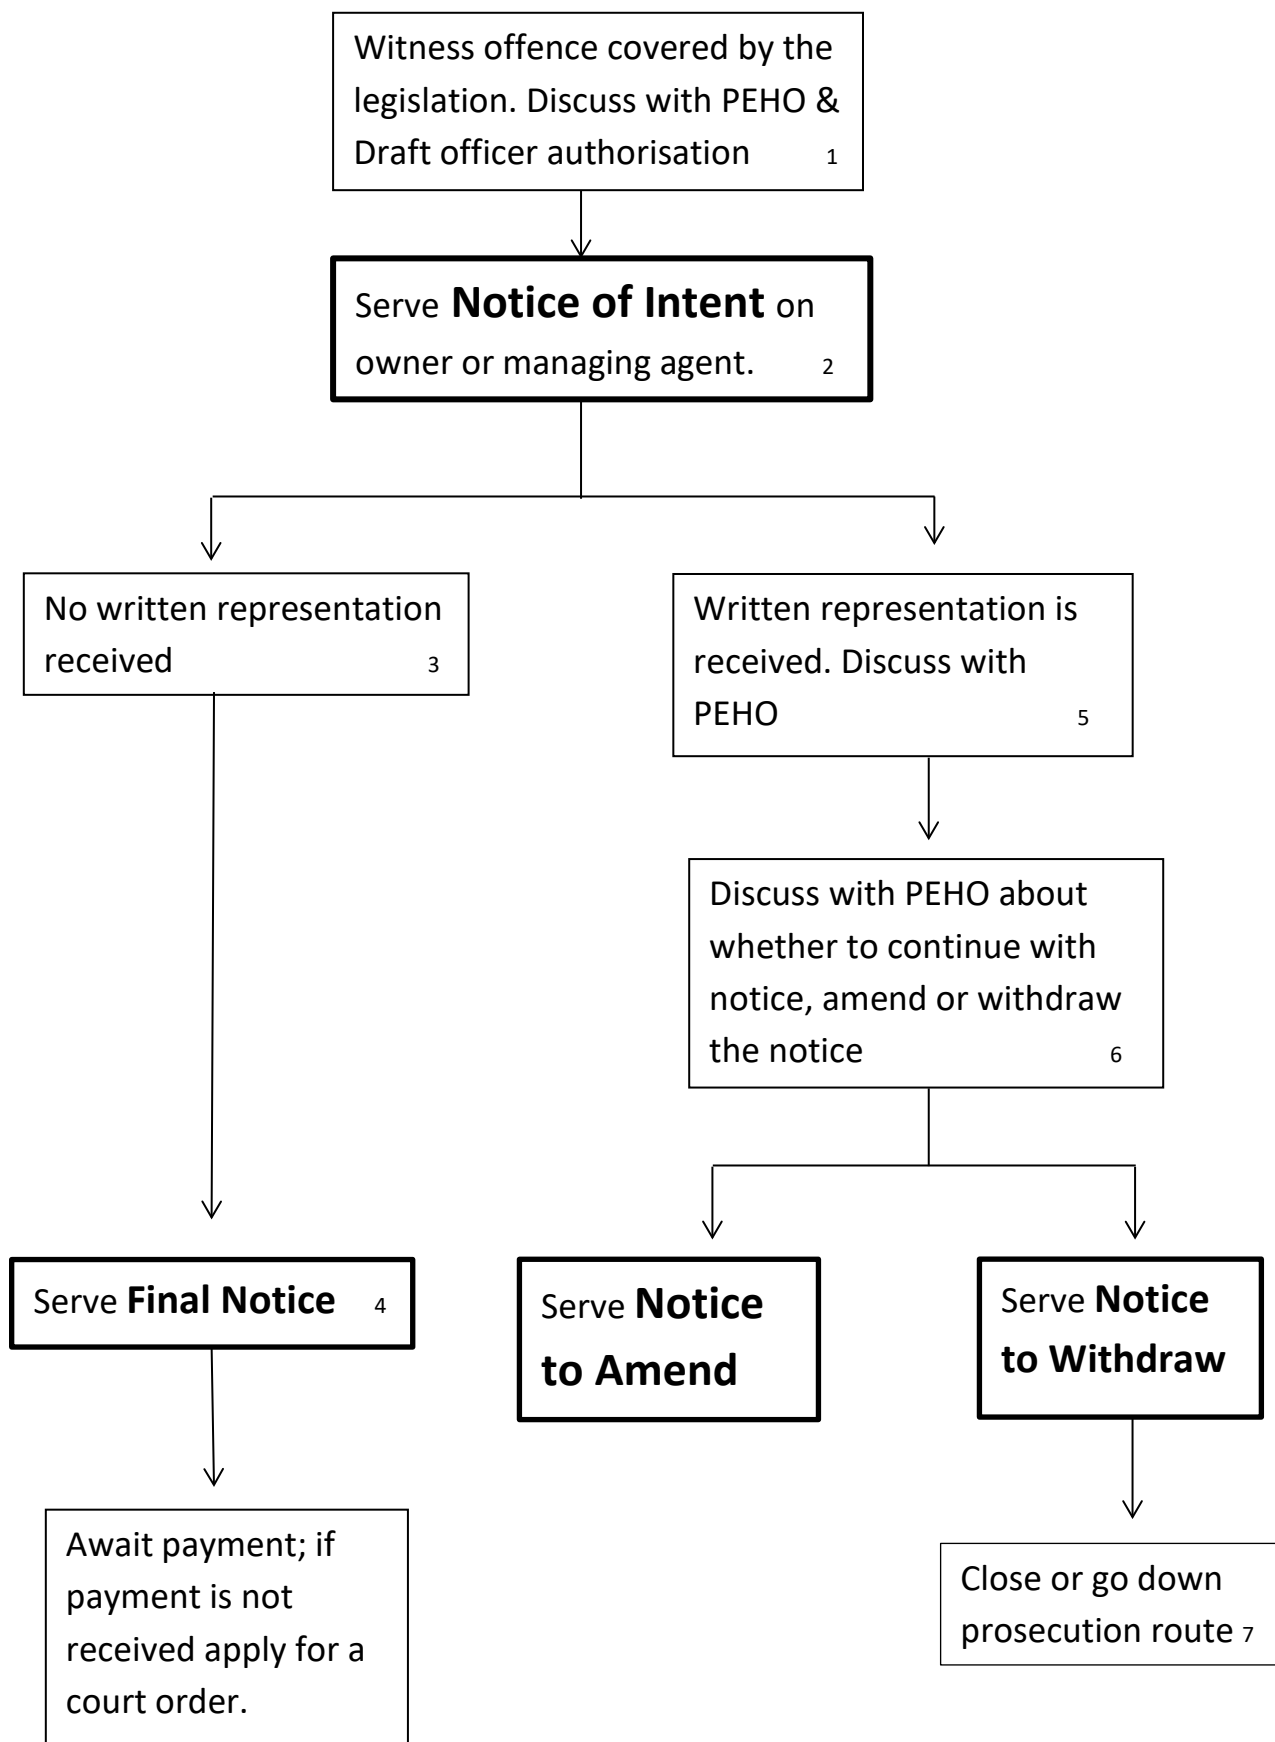 Witness offence covered by the
legislation. Discuss with PEHO &
Draft officer authorisation 1
Serve Notice of Intent on
owner or managing agent. 2
No written representation
received 3
Written representation is
received. Discuss with
PEHO 5
Discuss with PEHO about
whether to continue with
notice, amend or withdraw
the notice 6
Serve Final Notice 4
Serve Notice
to Amend
Serve Notice
to Withdraw
Await payment; if
payment is not
received apply for a
court order.
Close or go down
prosecution route 7